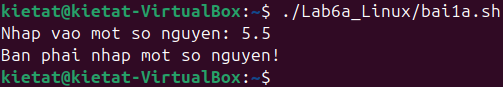 kietat@kietat-VirtualBox:~$ ./Lab6a_Linux/bai1a.sh
Nhap vao mot so nguyen: 5.5
Ban phai nhap mot so nguyen!
kietat@kietat-VirtualBox:~$